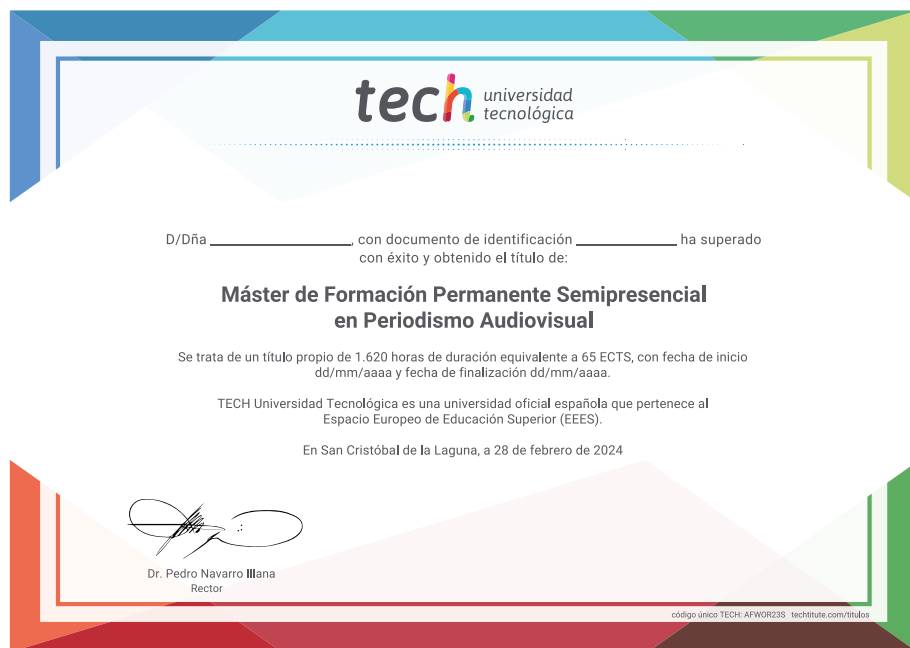 tech universidad
tecnológica
D/Dña ______________, con documento de identificación __________ ha superado
con éxito y obtenido el título de:
Máster de Formación Permanente Semipresencial
en Periodismo Audiovisual
Se trata de un título propio de 1.620 horas de duración equivalente a 65 ECTS, con fecha de inicio
dd/mm/aaaa y fecha de finalización dd/mm/aaaa.
TECH Universidad Tecnológica es una universidad oficial española que pertenece al
Espacio Europeo de Educación Superior (EEES).
En San Cristóbal de la Laguna, a 28 de febrero de 2024
Dr. Pedro Navarro Illana
Rector
código único TECH: AFWOR23S techtitute.com/titulos